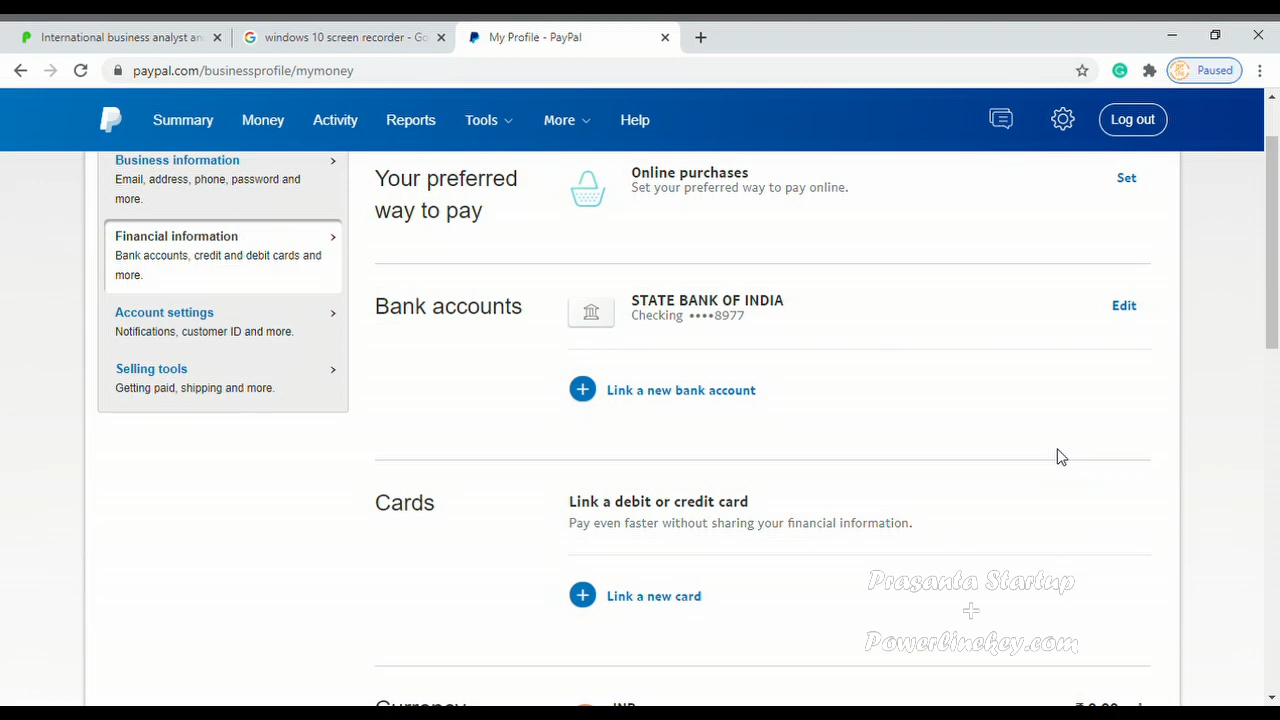 International business analyst an
windows 10 screen recorder - Go
My Profile - PayPal
paypal.com/businessprofile/mymoney
Paused
Summary
Money
Activity
Reports
Tools
More
Help
Log out
Business information
Email, address, phone, password and
more.
Financial information
Bank accounts, credit and debit cards and
more.
Account settings
Notifications, customer ID and more.
Selling tools
Getting paid, shipping and more.
Your preferred
way to pay
Online purchases
Set your preferred way to pay online.
Set
Bank accounts
STATE BANK OF INDIA
Checking ••••8977
Edit
Link a new bank account
Cards
Link a debit or credit card
Pay even faster without sharing your financial information.
Link a new card
Prasanta Startup
+
Powerlinekey.com
Currency
INR